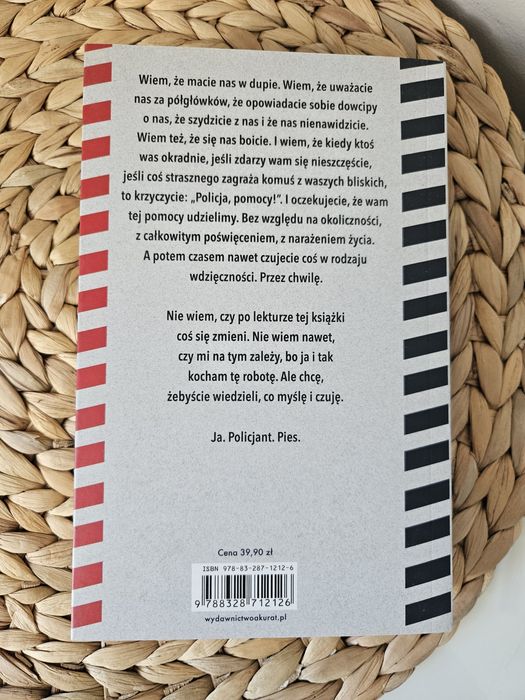 Wiem, że macie nas w dupie. Wiem, że uważacie
nas za półgłówków, że opowiadacie sobie dowcipy
o nas, że szydzicie z nas i że nas nienawidzicie.
Wiem też, że się nas boicie. I wiem, że kiedy ktoś
was okradnie, jeśli zdarzy wam się nieszczęście,
jeśli coś strasznego zagraża komuś z waszych bliskich,
to krzyczycie: „Policja, pomocy!”. I oczekujecie, że wam
tej pomocy udzielimy. Bez względu na okoliczności,
z całkowitym poświęceniem, z narażeniem życia.
A potem czasem nawet czujecie coś w rodzaju
wdzięczności. Przez chwilę.
Nie wiem, czy po lekturze tej książki
coś się zmieni. Nie wiem nawet,
czy mi na tym zależy, bo ja i tak
kocham tę robotę. Ale chcę,
żebyście wiedzieli, co myślę i czuję.
Ja. Policjant. Pies.
Cena 39,90 zł
ISBN 978-83-287-1212-6
9 788328 712126
wydawnictwoakurat.pl